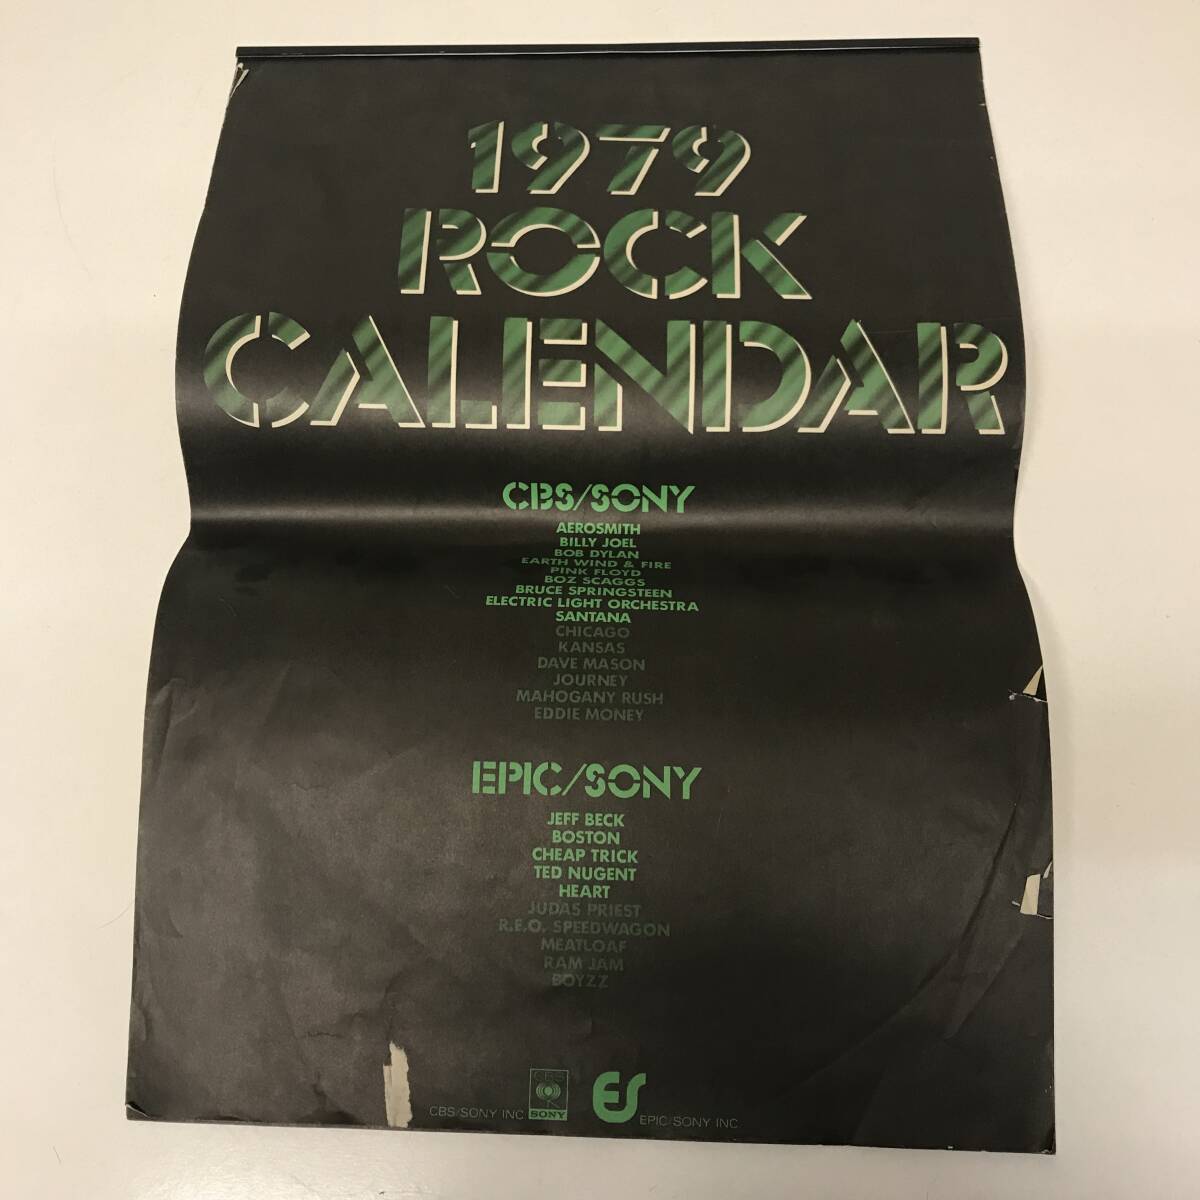 1979
ROCK
CALENDAR
CBS/SONY
AEROSMITH
BILLY JOEL
BOB DYLAN
EARTH WIND & FIRE
PINK FLOYD
BOZ SCAGGS
BRUCE SPRINGSTEEN
ELECTRIC LIGHT ORCHESTRA
SANTANA
CHICAGO
KANSAS
DAVE MASON
JOURNEY
MAHOGANY RUSH
EDDIE MONEY
EPIC/SONY
JEFF BECK
BOSTON
CHEAP TRICK
TED NUGENT
HEART
JUDAS PRIEST
R.E.O. SPEEDWAGON
MEATLOAF
RAM JAM
BOYZZ
CBS/SONY INC
CBS
SONY
ES
EPIC/SONY INC